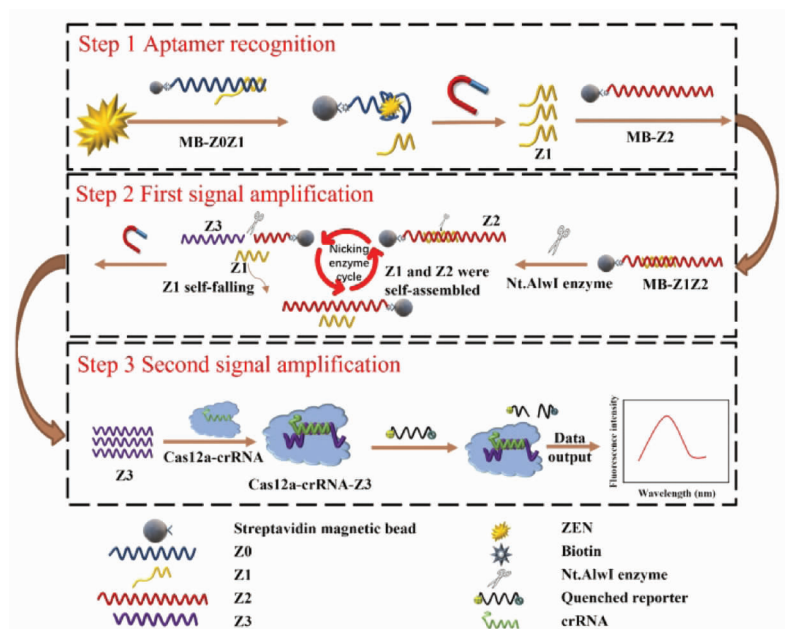 Step 1 Aptamer recognition
MB-Z0Z1
Z1
MB-Z2
Step 2 First signal amplification
Z3
Z1
Z1 self-falling
Nicking
enzyme
cycle
Z2
Z1 and Z2 were
self-assembled
Nt.AlwI enzyme
MB-Z1Z2
Step 3 Second signal amplification
Z3
Cas12a-crRNA
Cas12a-crRNA-Z3
Data
output
Fluorescence intensity
Wavelength (nm)
Streptavidin magnetic bead
Z0
Z1
Z2
Z3
ZEN
Biotin
Nt.AlwI enzyme
Quenched reporter
crRNA